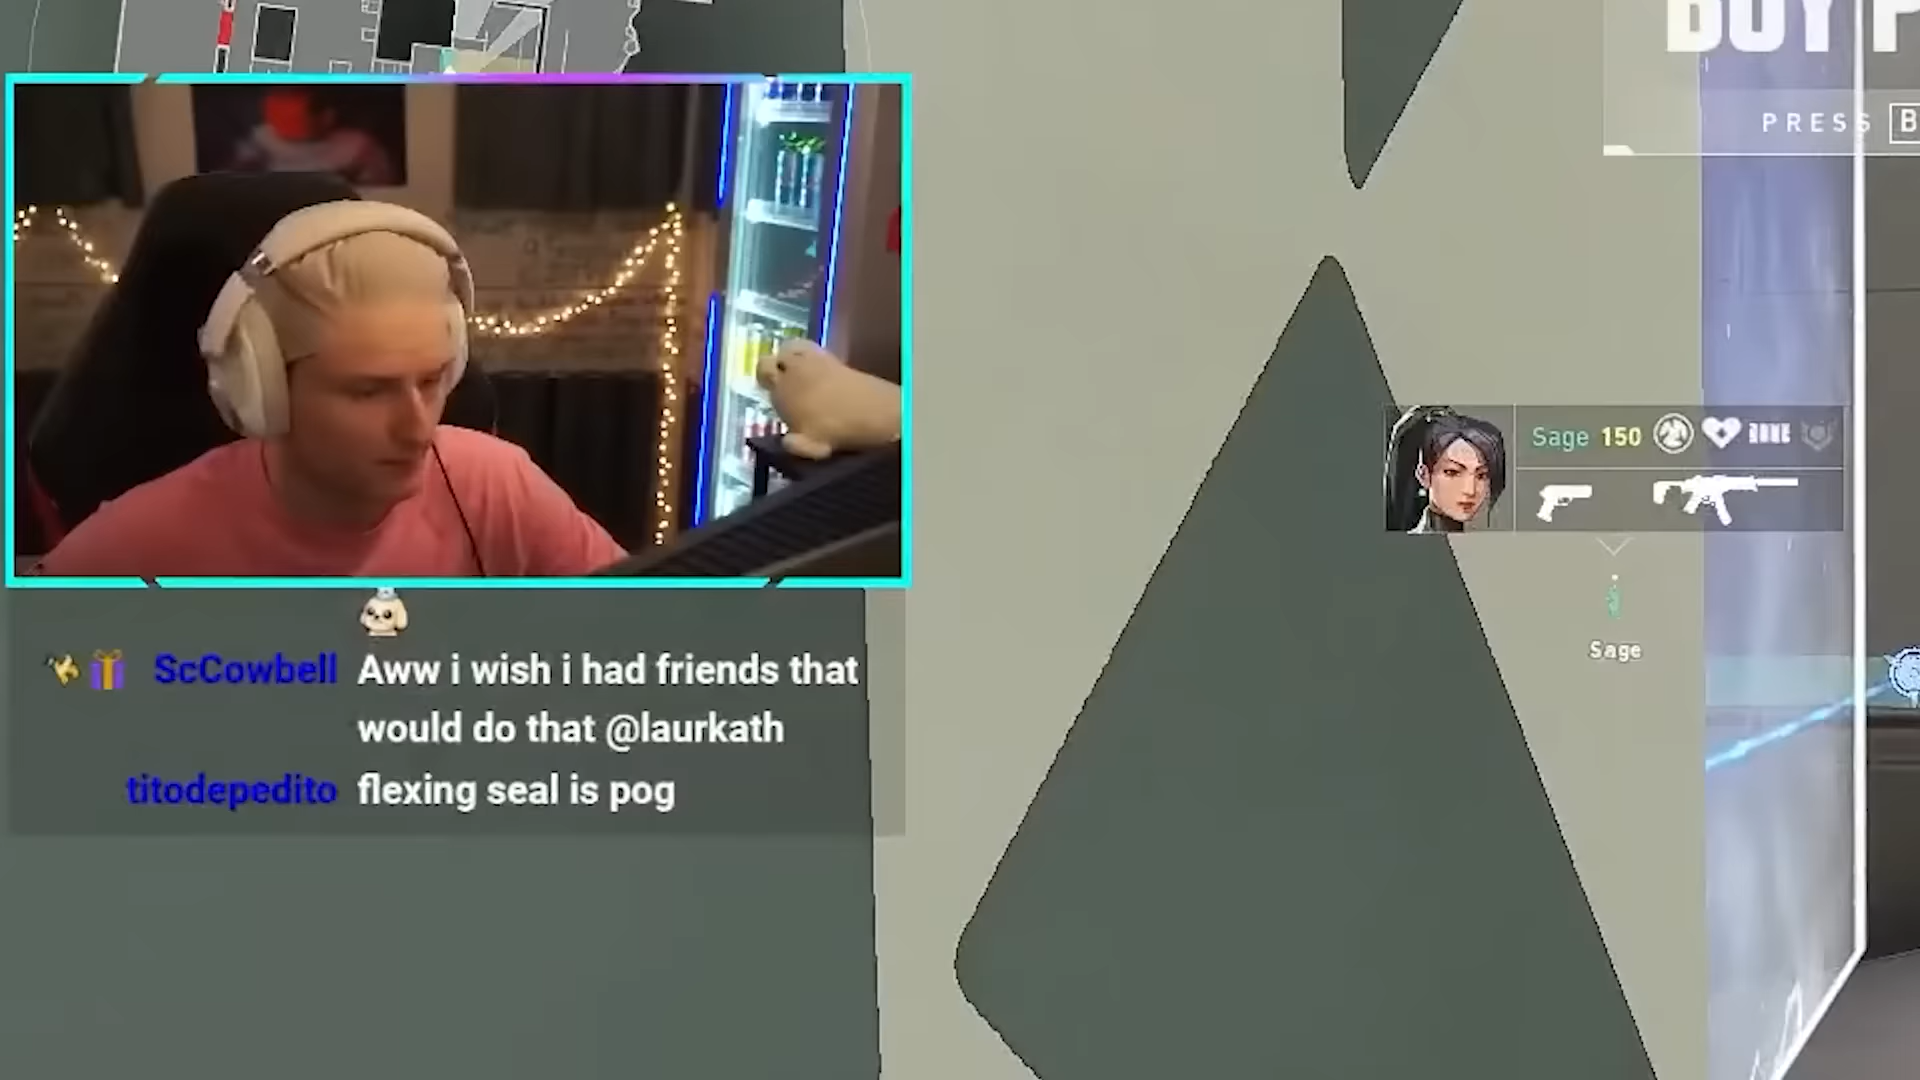 BUY P
PRESS B
Sage 150
Sage
ScCowbell Aww i wish i had friends that
would do that @laurkath
titodepedito flexing seal is pog